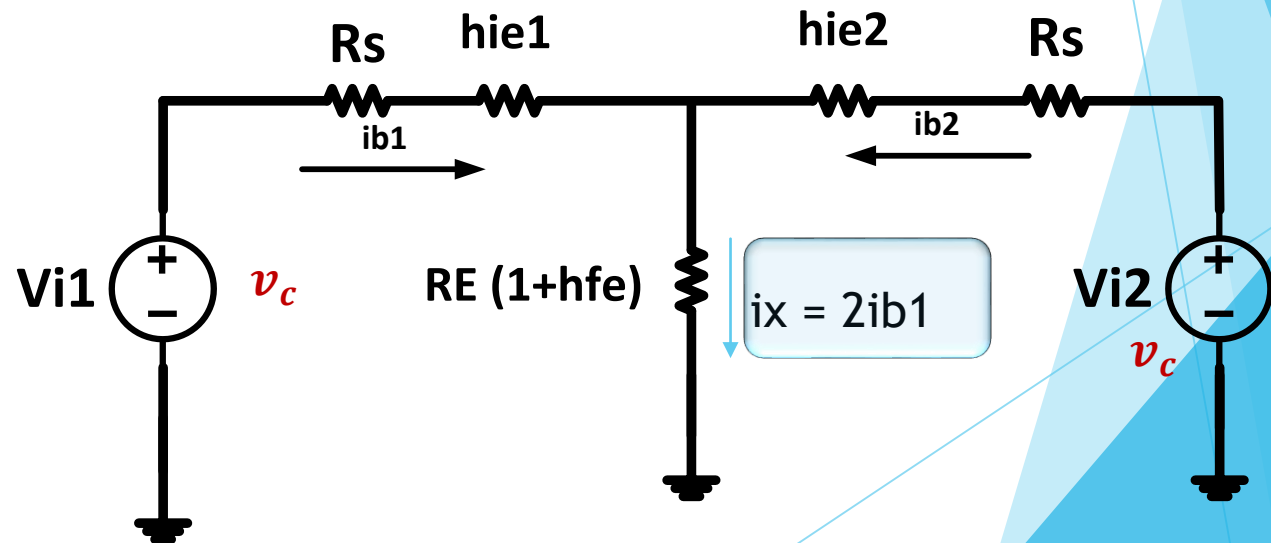 Rs
hie1
hie2
Rs
ib1
ib2
Vi1
+
−
v_c
RE (1+hfe)
ix = 2ib1
Vi2
+
−
v_c